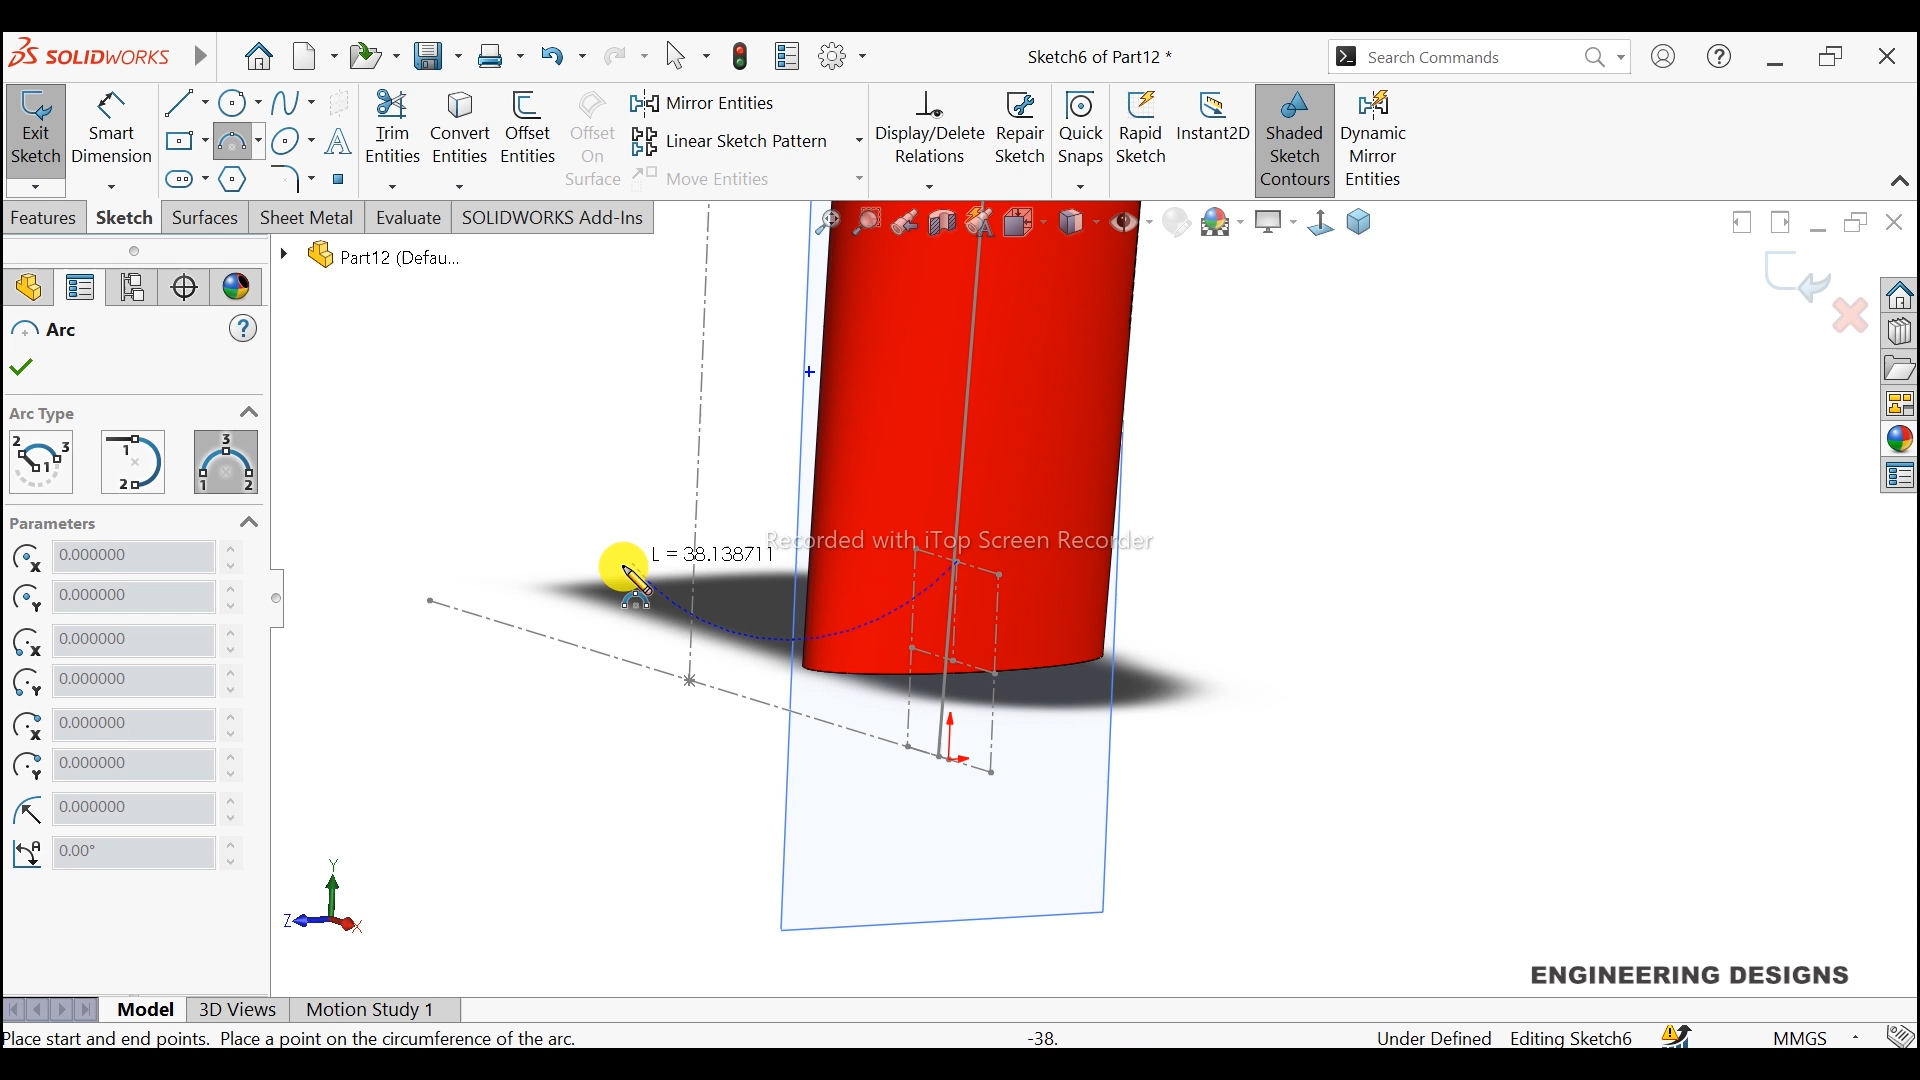 SOLIDWORKS
Sketch6 of Part12 *
Search Commands
Exit Sketch
Smart Dimension
Trim Entities
Convert Entities
Offset Entities
Offset On Surface
Mirror Entities
Linear Sketch Pattern
Move Entities
Display/Delete Relations
Repair Sketch
Quick Snaps
Rapid Sketch
Instant2D
Shaded Sketch Contours
Dynamic Mirror Entities
Features
Sketch
Surfaces
Sheet Metal
Evaluate
SOLIDWORKS Add-Ins
Part12 (Defau...
Arc
Arc Type
Parameters
0.000000
0.000000
0.000000
0.000000
0.000000
0.000000
0.000000
0.00°
L = 38.138711
Recorded with iTop Screen Recorder
Y
Z
X
ENGINEERING DESIGNS
Model
3D Views
Motion Study 1
Place start and end points. Place a point on the circumference of the arc.
-38.
Under Defined
Editing Sketch6
MMGS